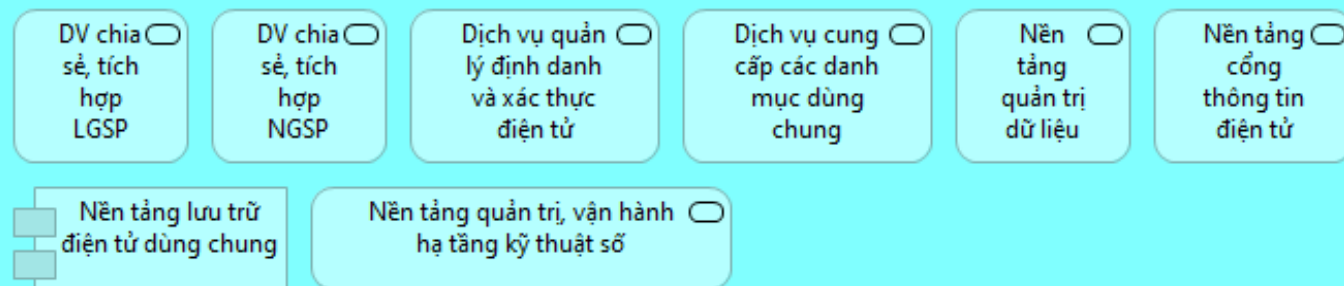 DV chia
sẻ, tích
hợp
LGSP
DV chia
sẻ, tích
hợp
NGSP
Dịch vụ quản
lý định danh
và xác thực
điện tử
Dịch vụ cung
cấp các danh
mục dùng
chung
Nền
tảng
quản trị
dữ liệu
Nền tảng
cổng
thông tin
điện tử
Nền tảng lưu trữ
điện tử dùng chung
Nền tảng quản trị, vận hành
hạ tầng kỹ thuật số